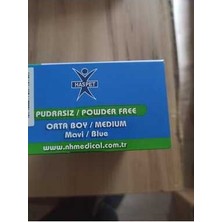 HASPET
PUDRASIZ / POWDER FREE
ORTA BOY / MEDIUM
Mavi / Blue
www.nhmedical.com.tr